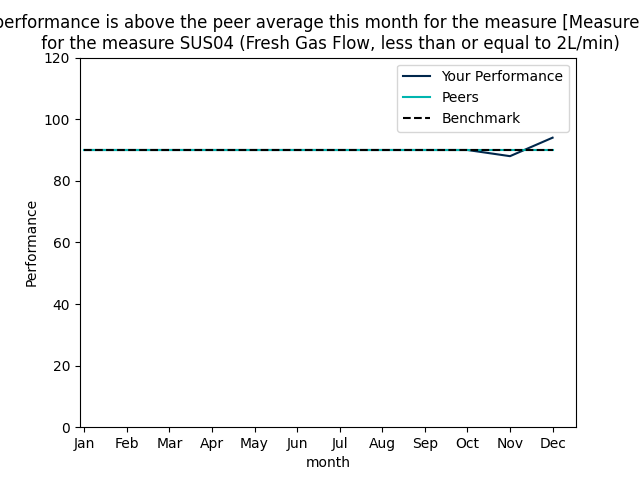 performance is above the peer average this month for the measure [Measure
for the measure SUS04 (Fresh Gas Flow, less than or equal to 2L/min)
120
100
80
60
40
20
0
Performance
Your Performance
Peers
Benchmark
Jan Feb Mar Apr May Jun Jul Aug Sep Oct Nov Dec
month